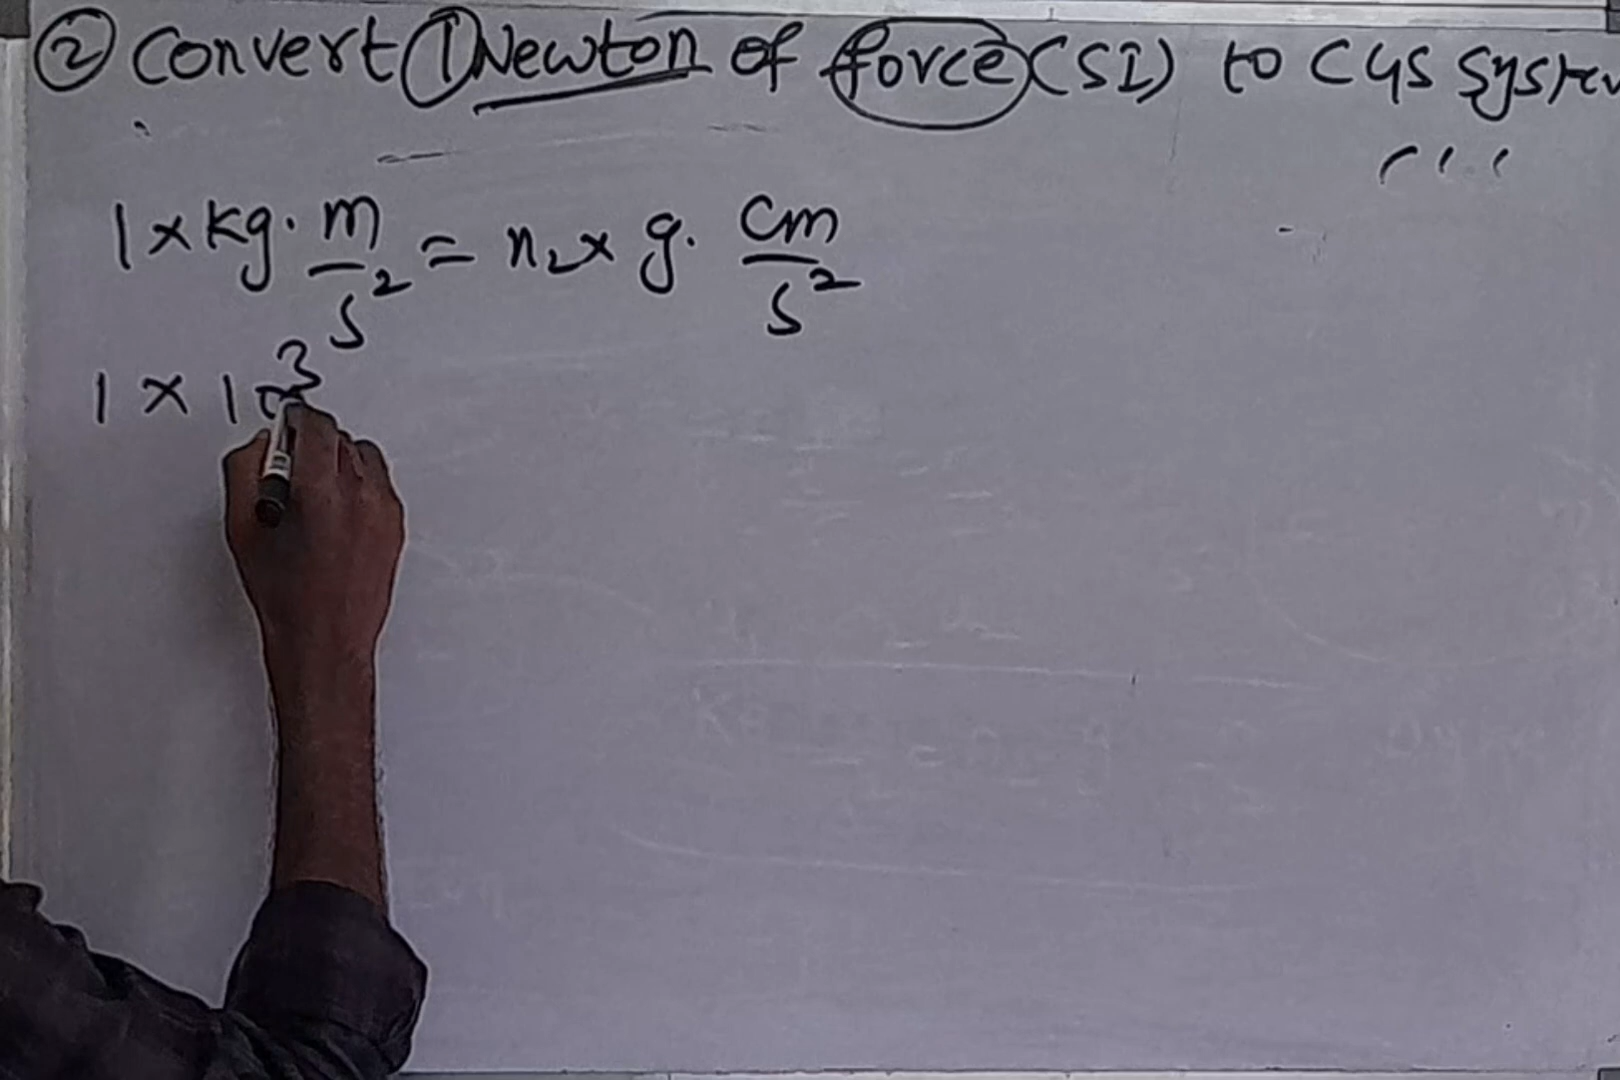 ② Convert 1 Newton of force (SI) to CGS System
1 × kg · m/s² = n₂ × g · cm/s²
1 × 10³